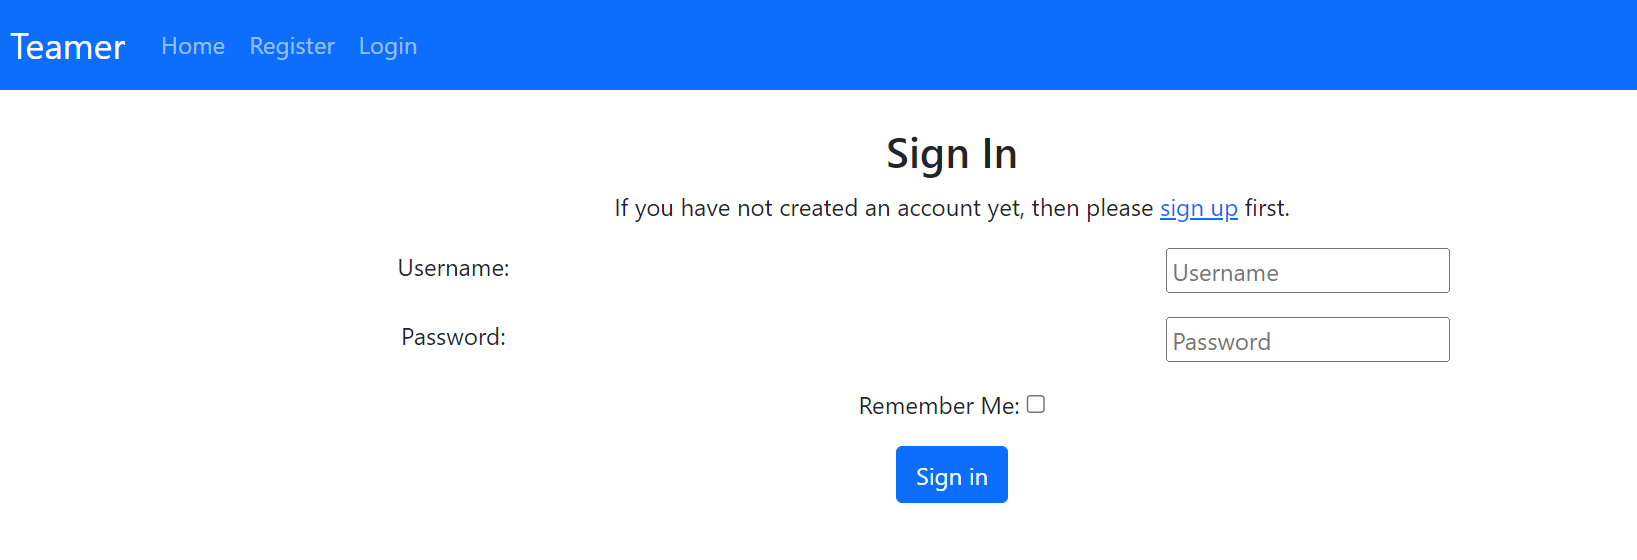 Teamer Home Register Login
Sign In
If you have not created an account yet, then please sign up first.
Username: Username
Password: Password
Remember Me:
Sign in